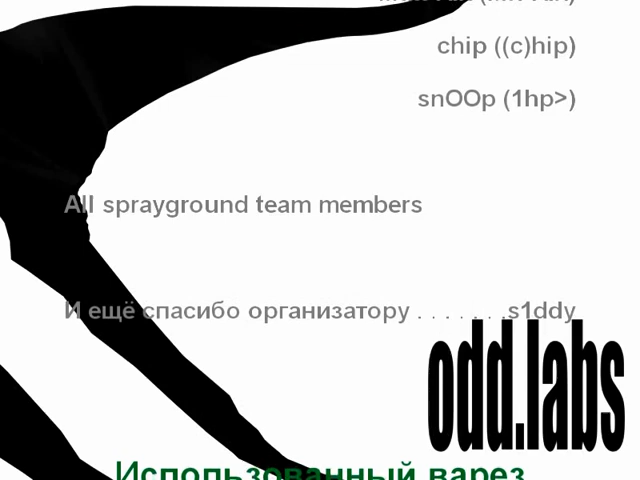 chip ((c)hip)
snOOp (1hp>)
All sprayground team members
И ещё спасибо организатору . . . . . . .s1ddy
odd.labs
Использованный варез